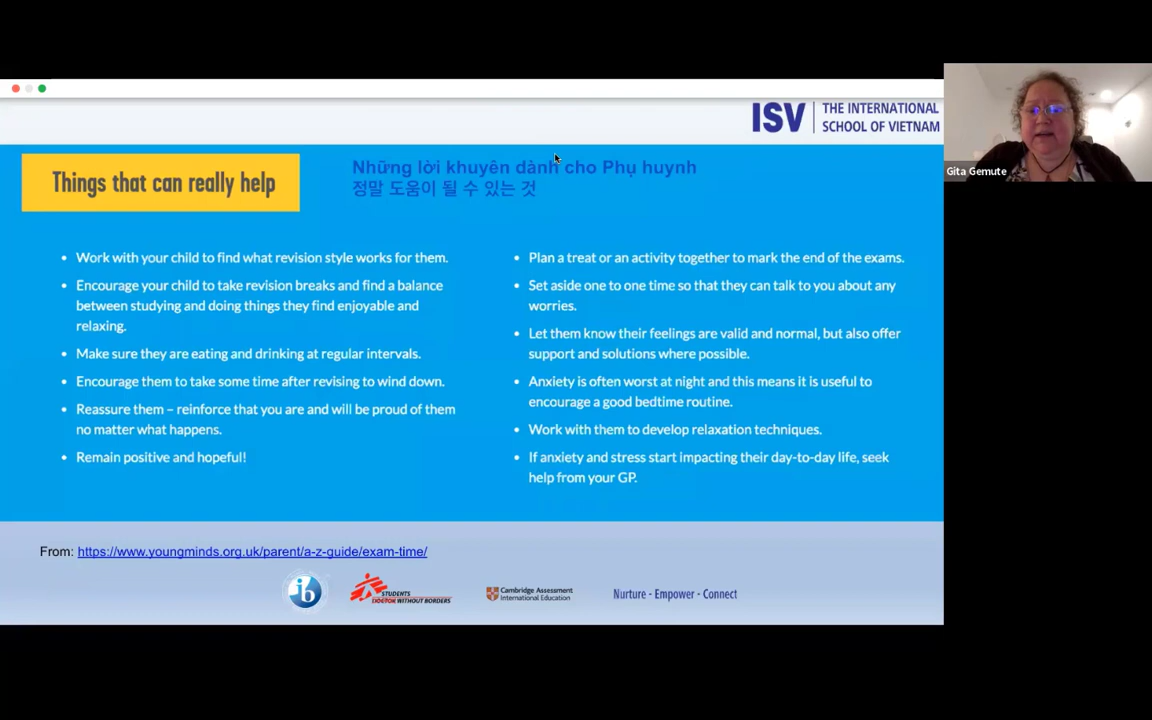 ISV
THE INTERNATIONAL
SCHOOL OF VIETNAM
Things that can really help
Những lời khuyên dành cho Phụ huynh
정말 도움이 될 수 있는 것
• Work with your child to find what revision style works for them.
• Encourage your child to take revision breaks and find a balance
between studying and doing things they find enjoyable and
relaxing.
• Make sure they are eating and drinking at regular intervals.
• Encourage them to take some time after revising to wind down.
• Reassure them – reinforce that you are and will be proud of them
no matter what happens.
• Remain positive and hopeful!
• Plan a treat or an activity together to mark the end of the exams.
• Set aside one to one time so that they can talk to you about any
worries.
• Let them know their feelings are valid and normal, but also offer
support and solutions where possible.
• Anxiety is often worst at night and this means it is useful to
encourage a good bedtime routine.
• Work with them to develop relaxation techniques.
• If anxiety and stress start impacting their day-to-day life, seek
help from your GP.
From: https://www.youngminds.org.uk/parent/a-z-guide/exam-time/
ib
STUDENTS
DOCTOR WITHOUT BORDERS
Cambridge Assessment
International Education
Nurture - Empower - Connect
Gita Gemute